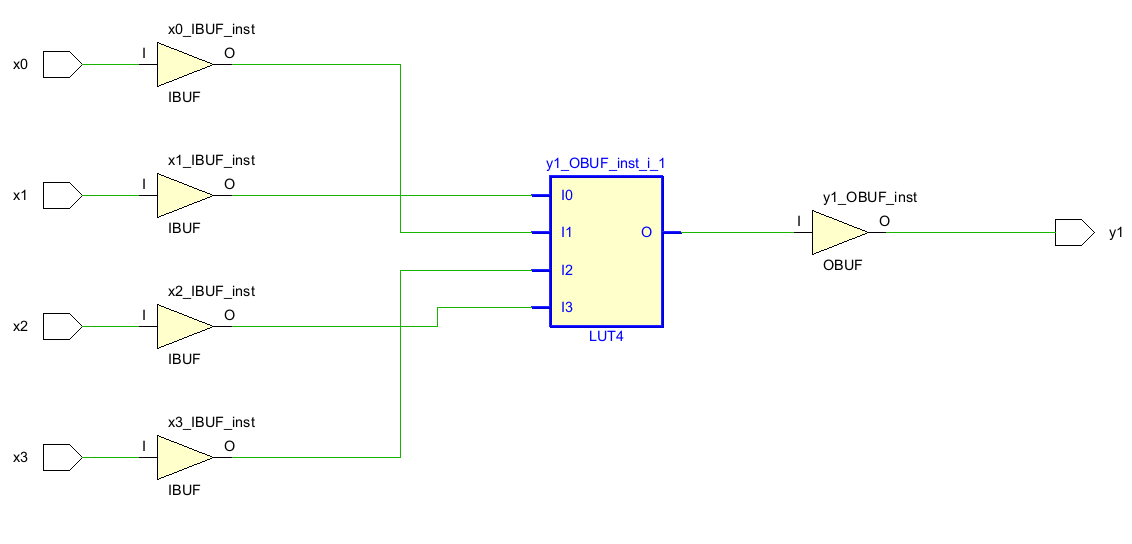 x0_IBUF_inst
x0
I
O
IBUF
x1_IBUF_inst
x1
I
O
IBUF
x2_IBUF_inst
x2
I
O
IBUF
x3_IBUF_inst
x3
I
O
IBUF
y1_OBUF_inst_i_1
I0
I1
I2
I3
O
LUT4
y1_OBUF_inst
I
O
OBUF
y1